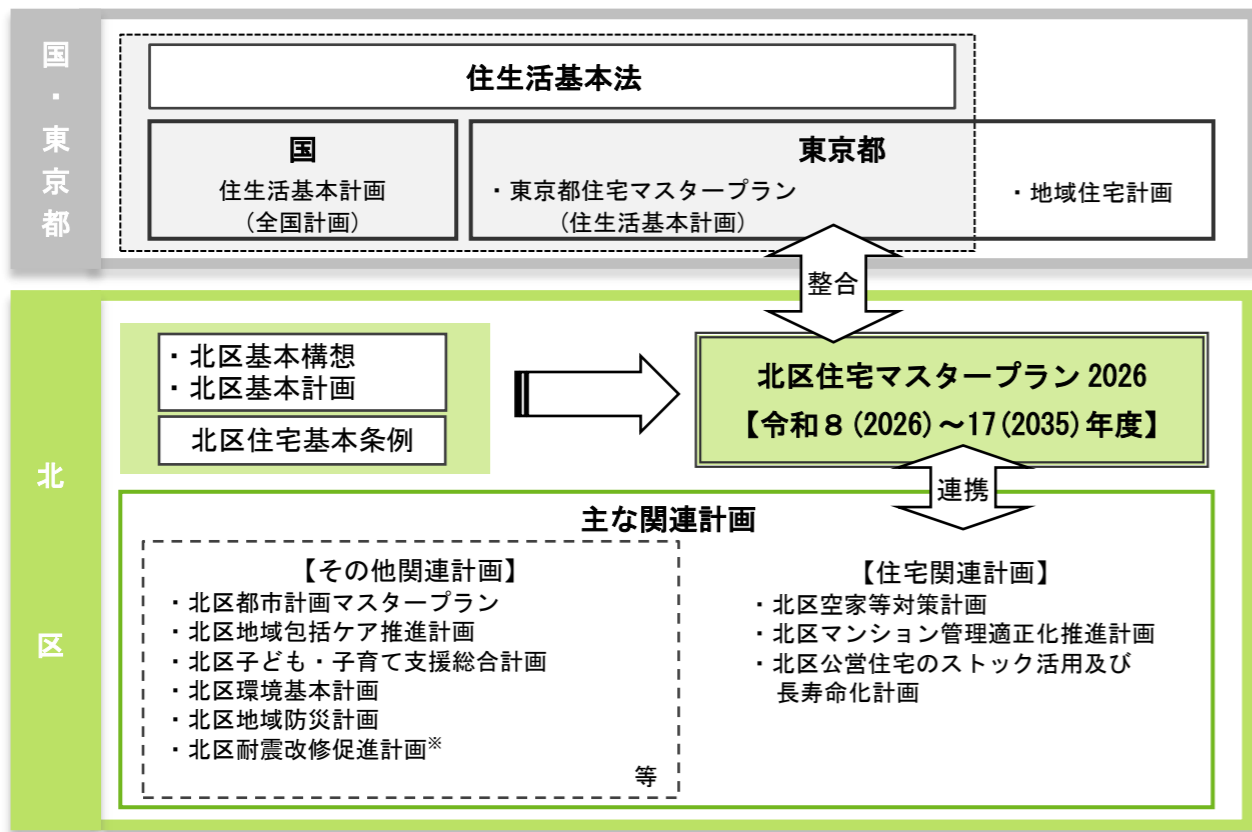 国・東京都
住生活基本法
国
住生活基本計画
(全国計画)
東京都
・東京都住宅マスタープラン
(住生活基本計画)
・地域住宅計画
整合
北区
・北区基本構想
・北区基本計画
北区住宅基本条例
北区住宅マスタープラン 2026
【令和８(2026)～17(2035)年度】
連携
主な関連計画
【その他関連計画】
・北区都市計画マスタープラン
・北区地域包括ケア推進計画
・北区子ども・子育て支援総合計画
・北区環境基本計画
・北区地域防災計画
・北区耐震改修促進計画※
等
【住宅関連計画】
・北区空家等対策計画
・北区マンション管理適正化推進計画
・北区公営住宅のストック活用及び
長寿命化計画